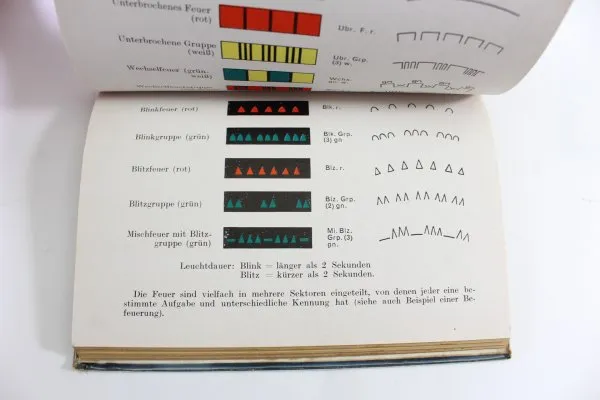 Unterbrochenes Feuer
(rot)
Ubr. F. r.
Unterbrochene Gruppe
(weiß)
Ubr. Grp.
(3) w.
Wechselfeuer (grün-
weiß)
Blinkfeuer (rot)
Blk. r.
Blinkgruppe (grün)
Blk. Grp.
(3) gn
Blitzfeuer (rot)
Blz. r.
Blitzgruppe (grün)
Blz. Grp.
(2) gn.
Mischfeuer mit Blitz-
gruppe (grün)
Mi. Blz.
Grp. (3)
gn.
Leuchtdauer: Blink = länger als 2 Sekunden
Blitz = kürzer als 2 Sekunden.
Die Feuer sind vielfach in mehrere Sektoren eingeteilt, von denen jeder eine be-
stimmte Aufgabe und unterschiedliche Kennung hat (siehe auch Beispiel einer Be-
feuerung).